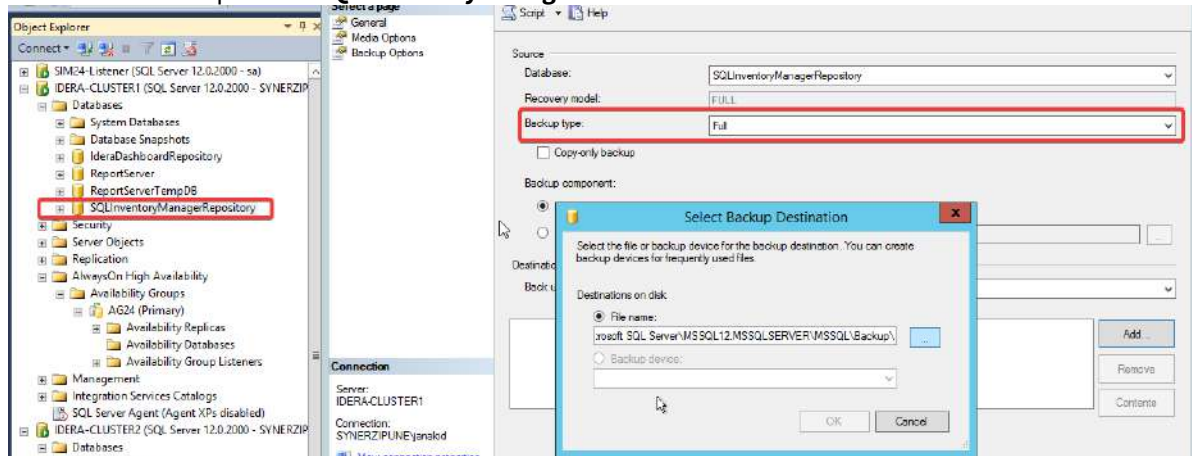 Object Explorer
Connect
SIM24-Listener (SQL Server 12.0.2000 - sa)
IDERA-CLUSTER1 (SQL Server 12.0.2000 - SYNERZIP
Databases
System Databases
Database Snapshots
IderaDashboardRepository
ReportServer
ReportServerTempDB
SQLInventoryManagerRepository
Security
Server Objects
Replication
AlwaysOn High Availability
Availability Groups
AG24 (Primary)
Availability Replicas
Availability Databases
Availability Group Listeners
Management
Integration Services Catalogs
SQL Server Agent (Agent XPs disabled)
IDERA-CLUSTER2 (SQL Server 12.0.2000 - SYNERZIP
Databases
Select a page
General
Media Options
Backup Options
Connection
Server:
IDERA-CLUSTER1
Connection:
SYNERZIPUNE\janakid
Script
Help
Source
Database:
SQLInventoryManagerRepository
Recovery model:
FULL
Backup type:
Full
Copy-only backup
Backup component:
Back u
Add...
Remove
Contents
Select Backup Destination
x
Select the file or backup device for the backup destination. You can create
backup devices for frequently used files.
Destinations on disk
File name:
:rosoft SQL Server\MSSQL12.MSSQLSERVER\MSSQL\Backup\
...
Backup device:
OK
Cancel